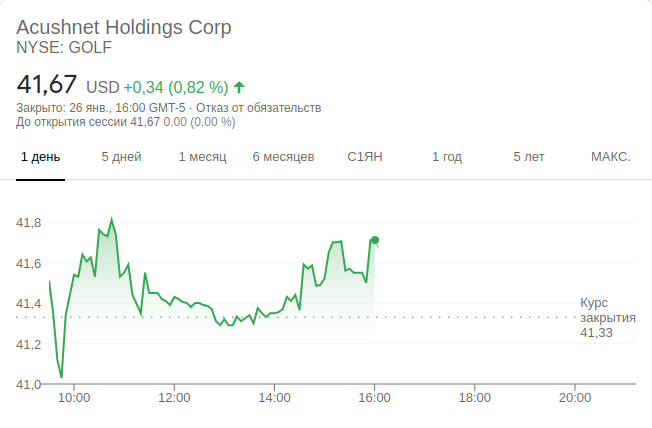 Acushnet Holdings Corp
NYSE: GOLF
41,67 USD +0,34 (0,82 %)
Закрыто: 26 янв., 16:00 GMT-5 · Отказ от обязательств
До открытия сессии 41,67 0,00 (0,00 %)
1 день 5 дней 1 месяц 6 месяцев С1ЯН 1 год 5 лет МАКС.
41,8
41,6
41,4
41,2
41,0
Курс
закрытия
41,33
10:00 12:00 14:00 16:00 18:00 20:00